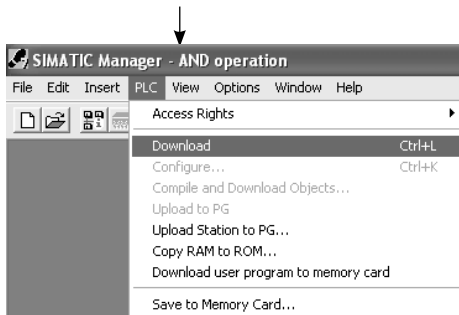 SIMATIC Manager - AND operation
File Edit Insert PLC View Options Window Help
Access Rights
Download Ctrl+L
Configure... Ctrl+K
Compile and Download Objects...
Upload to PG
Upload Station to PG...
Copy RAM to ROM...
Download user program to memory card
Save to Memory Card...